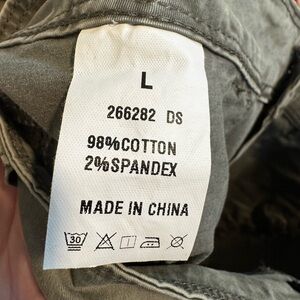 L
266282 DS
98%COTTON
2%SPANDEX
MADE IN CHINA
30